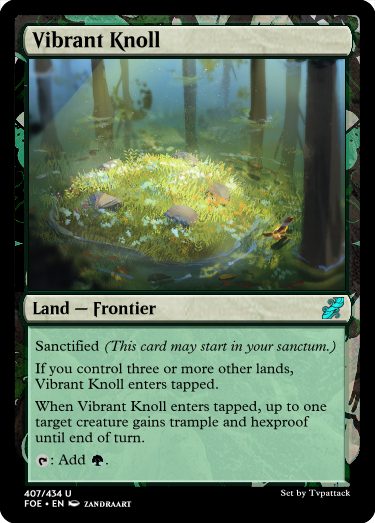 Vibrant Knoll
Land — Frontier
Sanctified (This card may start in your sanctum.)
If you control three or more other lands,
Vibrant Knoll enters tapped.
When Vibrant Knoll enters tapped, up to one
target creature gains trample and hexproof
until end of turn.
: Add .
407/434 U
FOE • EN ZANDRAART
Set by Tvpattack